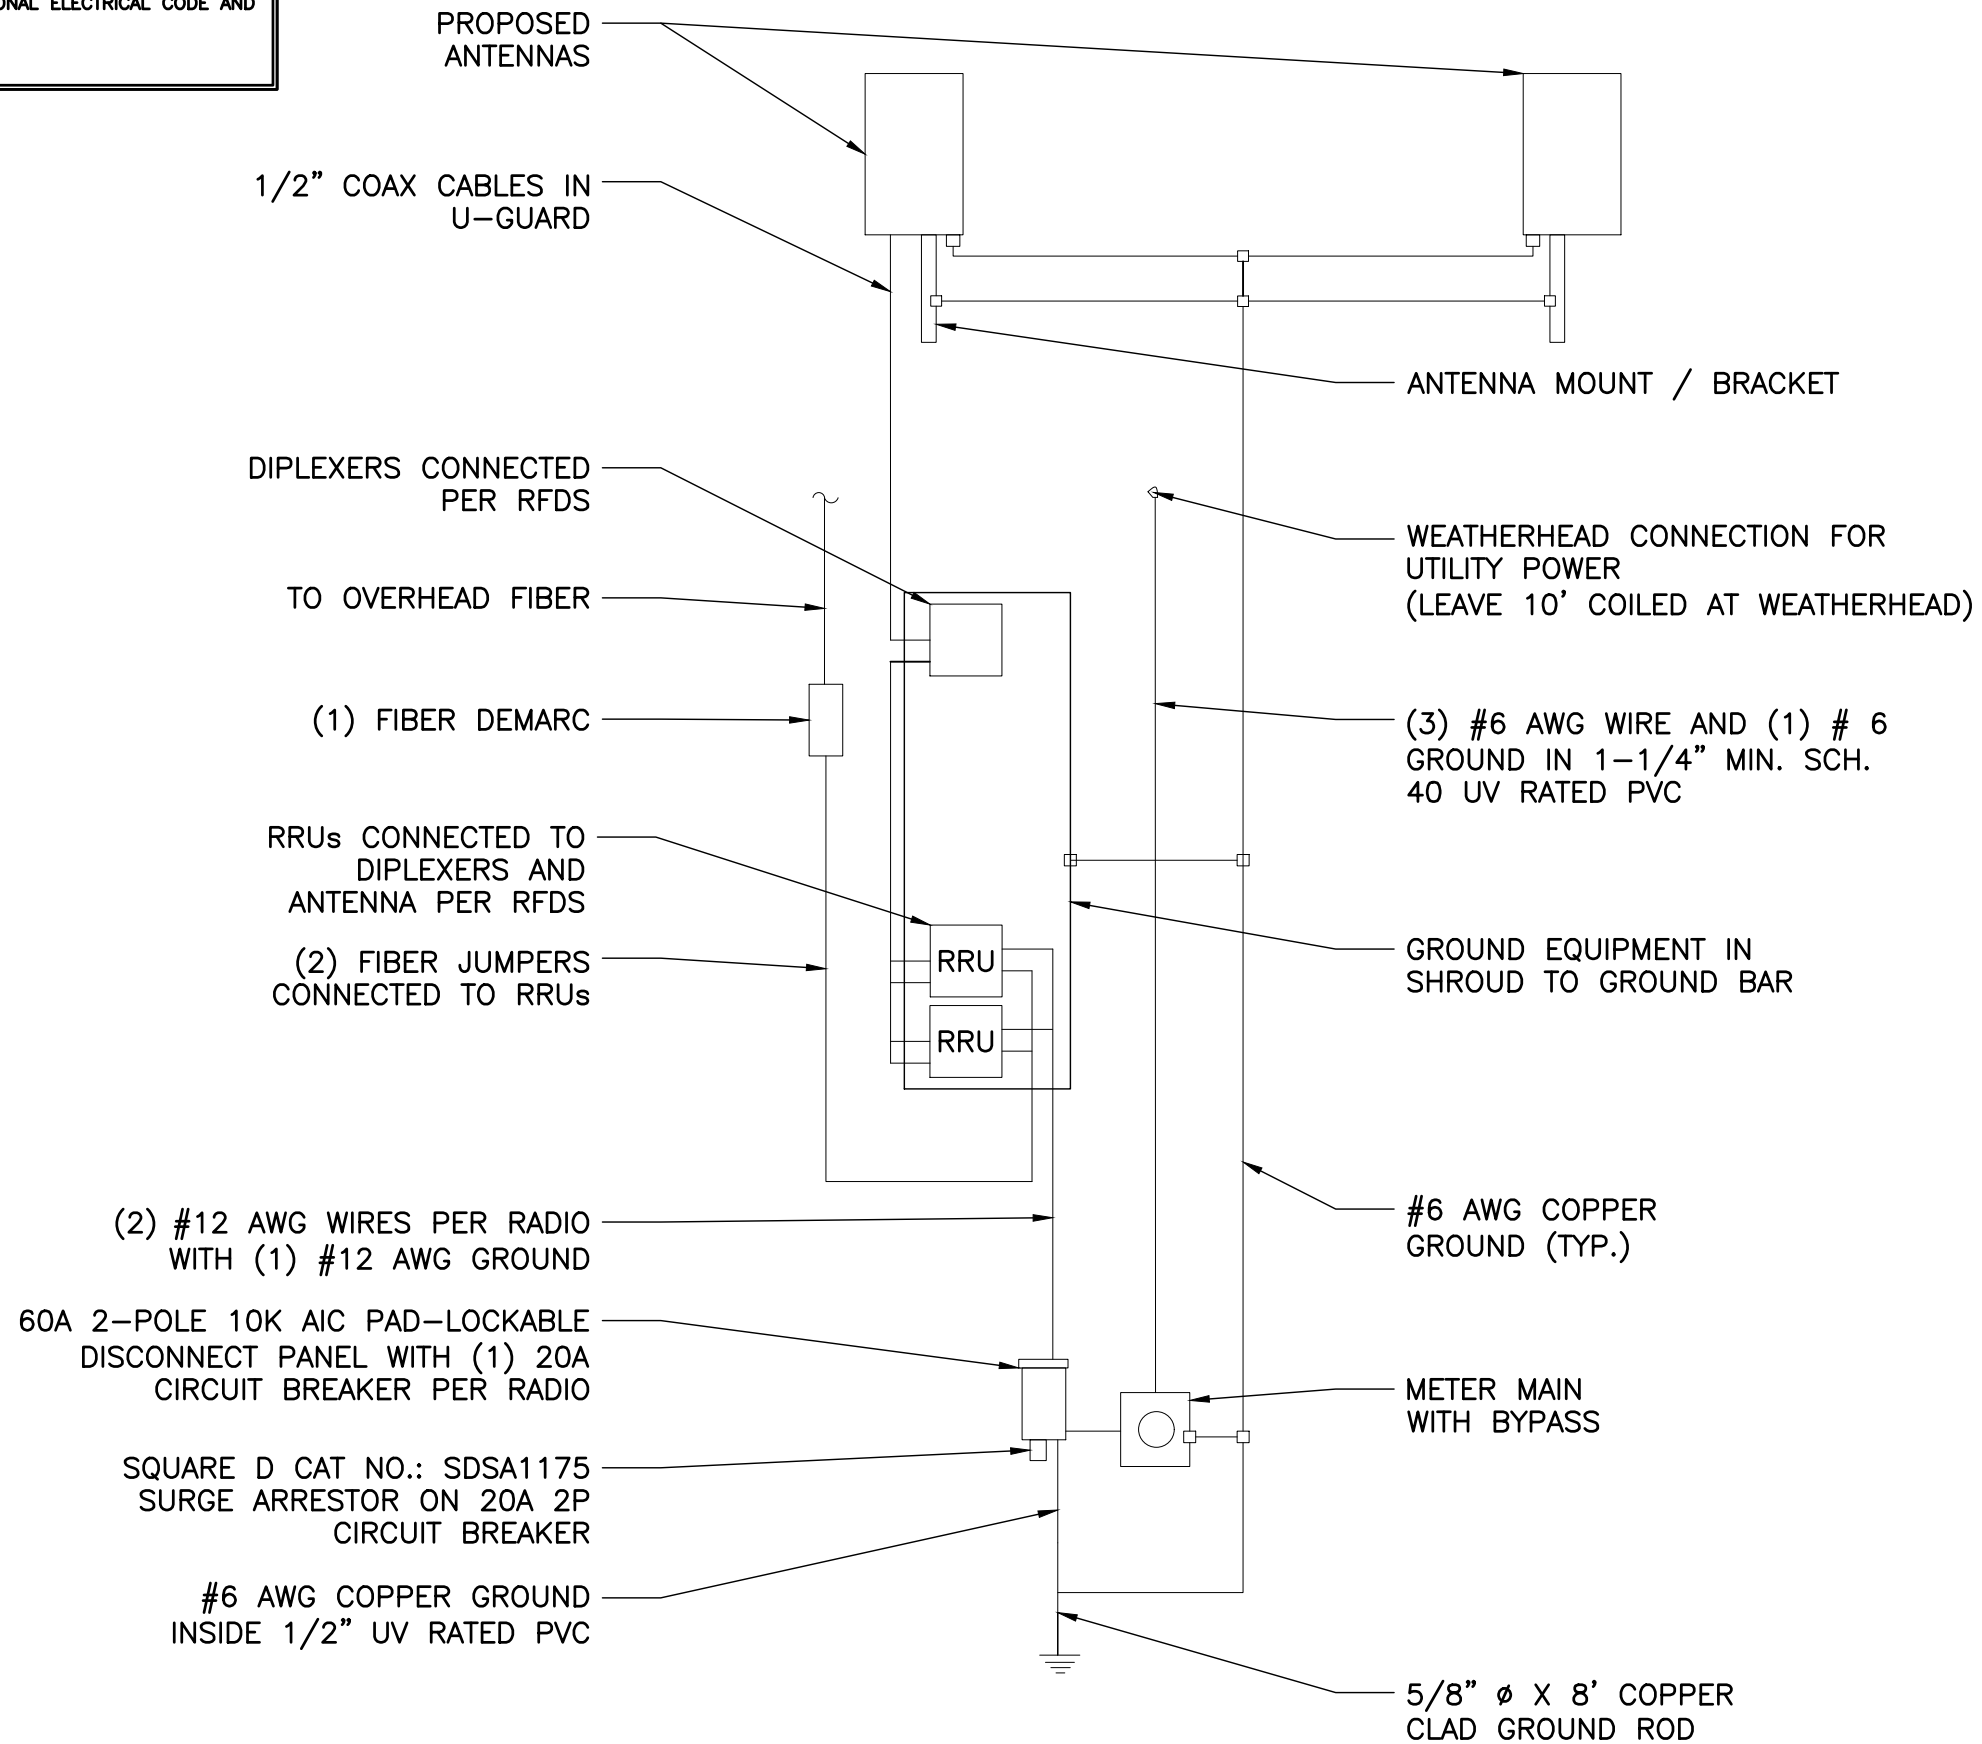 ELECTRICAL CODE AND
PROPOSED
ANTENNAS
1/2” COAX CABLES IN
U-GUARD
ANTENNA MOUNT / BRACKET
DIPLEXERS CONNECTED
PER RFDS
WEATHERHEAD CONNECTION FOR
UTILITY POWER
(LEAVE 10’ COILED AT WEATHERHEAD)
TO OVERHEAD FIBER
(1) FIBER DEMARC
(3) #6 AWG WIRE AND (1) # 6
GROUND IN 1-1/4” MIN. SCH.
40 UV RATED PVC
RRUs CONNECTED TO
DIPLEXERS AND
ANTENNA PER RFDS
(2) FIBER JUMPERS
CONNECTED TO RRUs
RRU
RRU
GROUND EQUIPMENT IN
SHROUD TO GROUND BAR
(2) #12 AWG WIRES PER RADIO
WITH (1) #12 AWG GROUND
#6 AWG COPPER
GROUND (TYP.)
60A 2-POLE 10K AIC PAD-LOCKABLE
DISCONNECT PANEL WITH (1) 20A
CIRCUIT BREAKER PER RADIO
METER MAIN
WITH BYPASS
SQUARE D CAT NO.: SDSA1175
SURGE ARRESTOR ON 20A 2P
CIRCUIT BREAKER
#6 AWG COPPER GROUND
INSIDE 1/2” UV RATED PVC
5/8” ø X 8’ COPPER
CLAD GROUND ROD